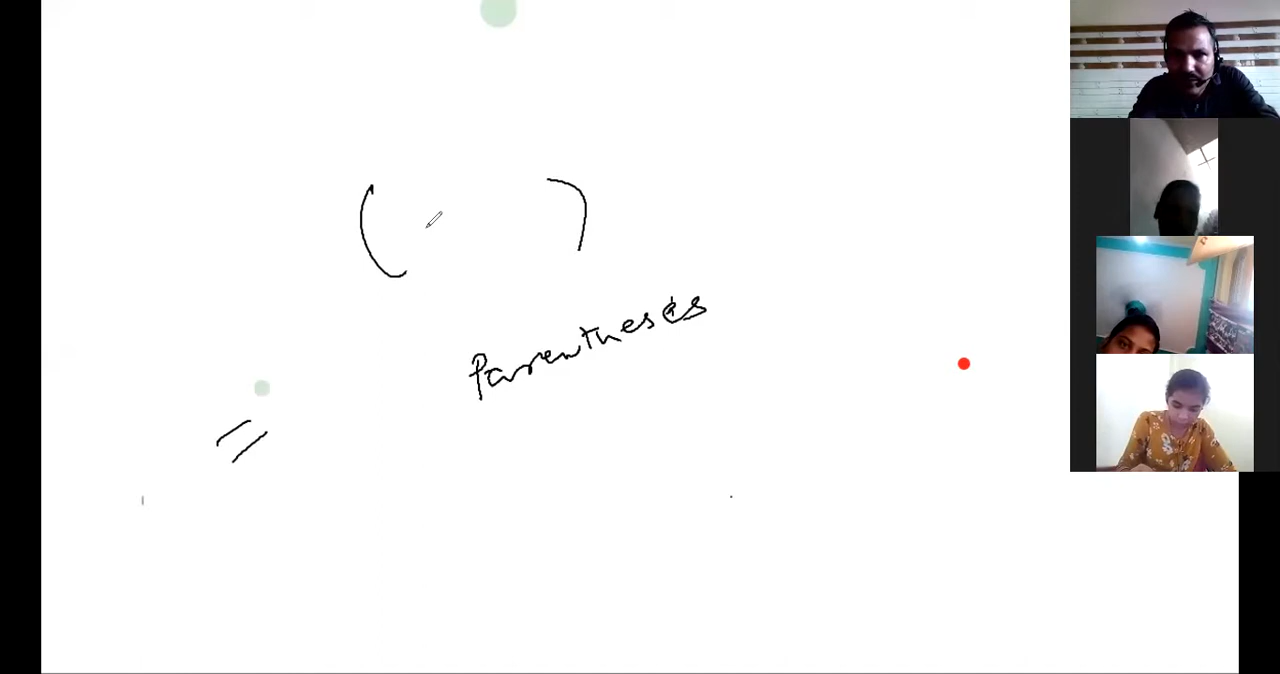 ( )
Parentheses
=